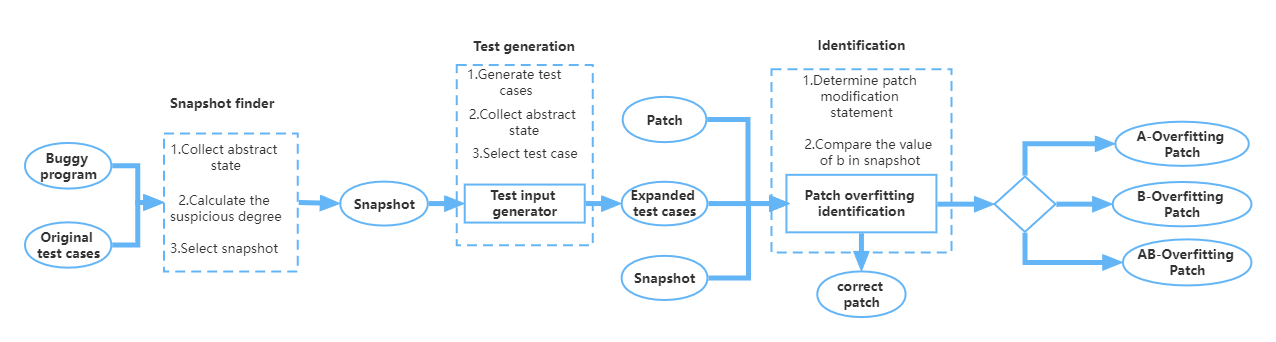 Snapshot finder
Buggy
program
Original
test cases
1.Collect abstract
state
2.Calculate the
suspicious degree
3.Select snapshot
Snapshot
Test generation
1.Generate test
cases
2.Collect abstract
state
3.Select test case
Test input
generator
Patch
Expanded
test cases
Snapshot
Identification
1.Determine patch
modification
statement
2.Compare the value
of b in snapshot
Patch overfitting
identification
correct
patch
A-Overfitting
Patch
B-Overfitting
Patch
AB-Overfitting
Patch